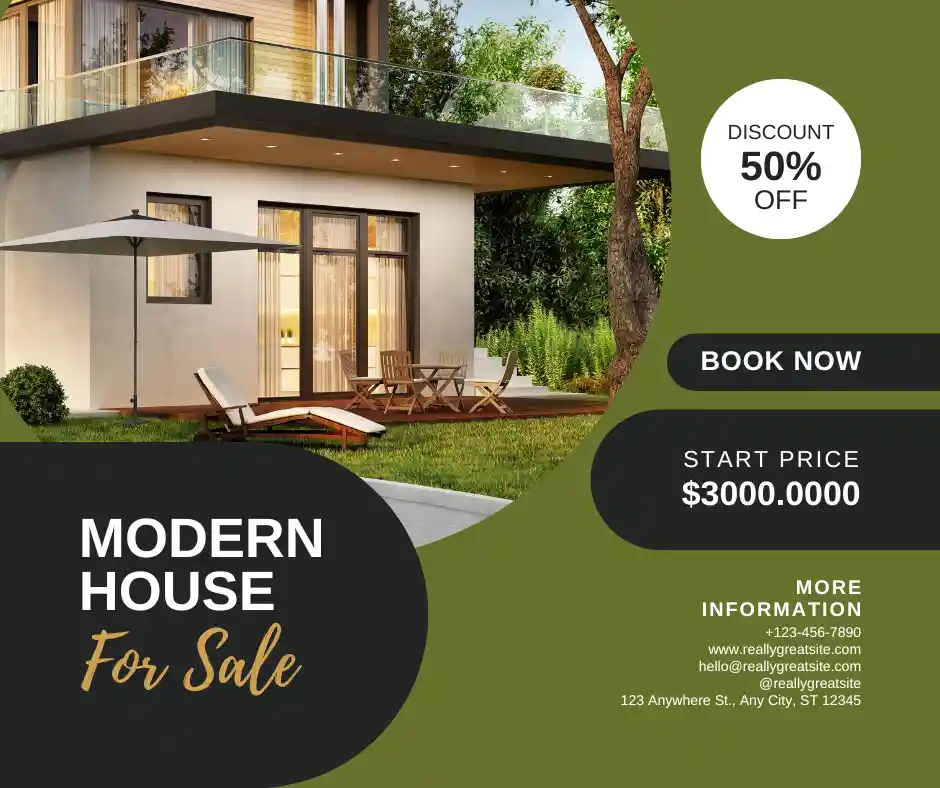 DISCOUNT
50%
OFF
BOOK NOW
START PRICE
$3000.0000
MODERN
HOUSE
For Sale
MORE
INFORMATION
+123-456-7890
www.reallygreatsite.com
hello@reallygreatsite.com
@reallygreatsite
123 Anywhere St., Any City, ST 12345